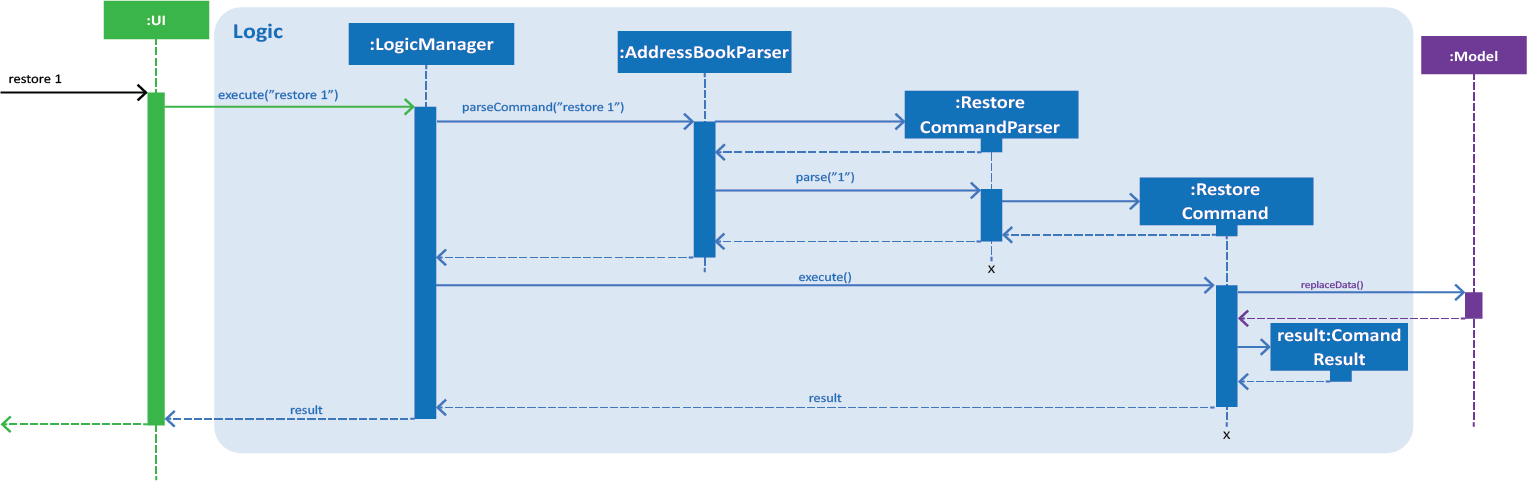 :UI
Logic
:LogicManager
:AddressBookParser
:Model
restore 1
execute(”restore 1”)
parseCommand(”restore 1”)
:Restore
CommandParser
parse(”1”)
:Restore
Command
x
execute()
replaceData()
result:Comand
Result
result
result
x